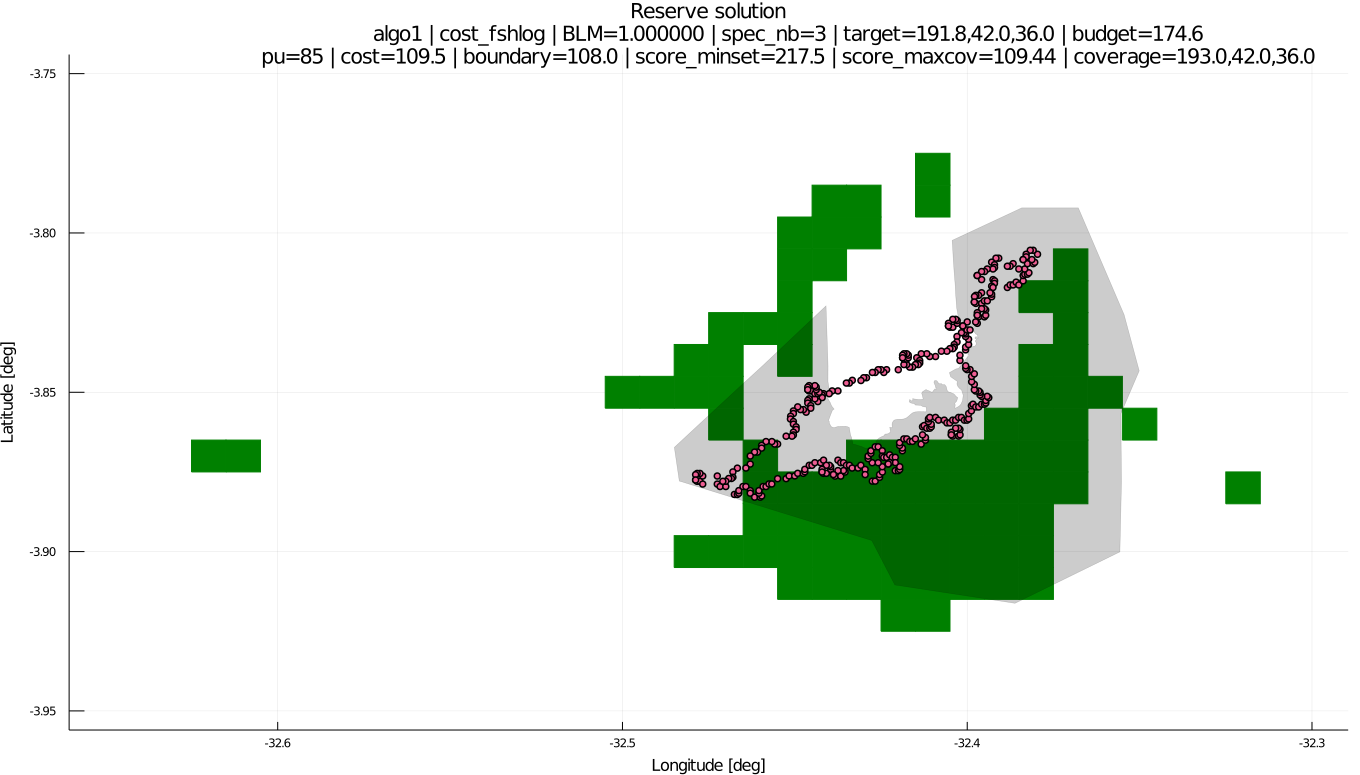 Reserve solution
algo1 | cost_fshlog | BLM=1.000000 | spec_nb=3 | target=191.8,42.0,36.0 | budget=174.6
pu=85 | cost=109.5 | boundary=108.0 | score_minset=217.5 | score_maxcov=109.44 | coverage=193.0,42.0,36.0
-3.75
-3.80
-3.85
-3.90
-3.95
Latitude [deg]
-32.6 -32.5 -32.4 -32.3
Longitude [deg]